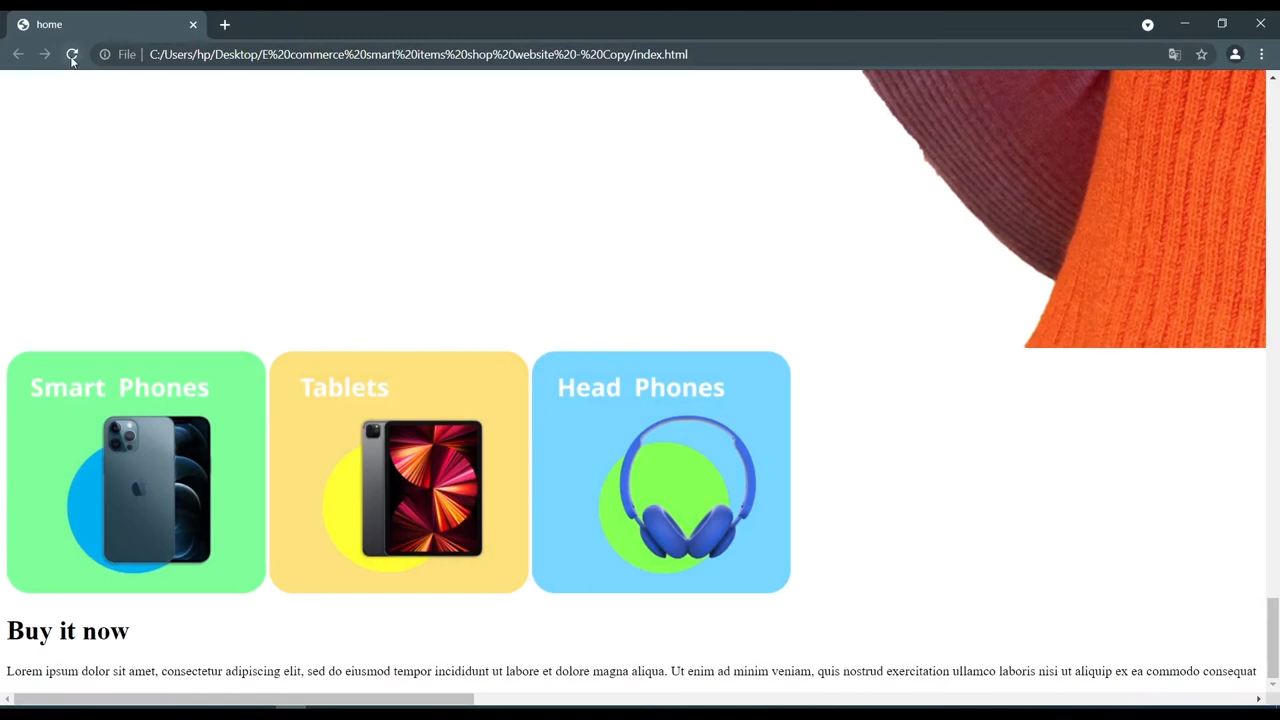 home
File
C:/Users/hp/Desktop/E%20commerce%20smart%20items%20shop%20website%20-%20Copy/index.html
Smart Phones
Tablets
Head Phones
Buy it now
Lorem ipsum dolor sit amet, consectetur adipiscing elit, sed do eiusmod tempor incididunt ut labore et dolore magna aliqua. Ut enim ad minim veniam, quis nostrud exercitation ullamco laboris nisi ut aliquip ex ea commodo consequat